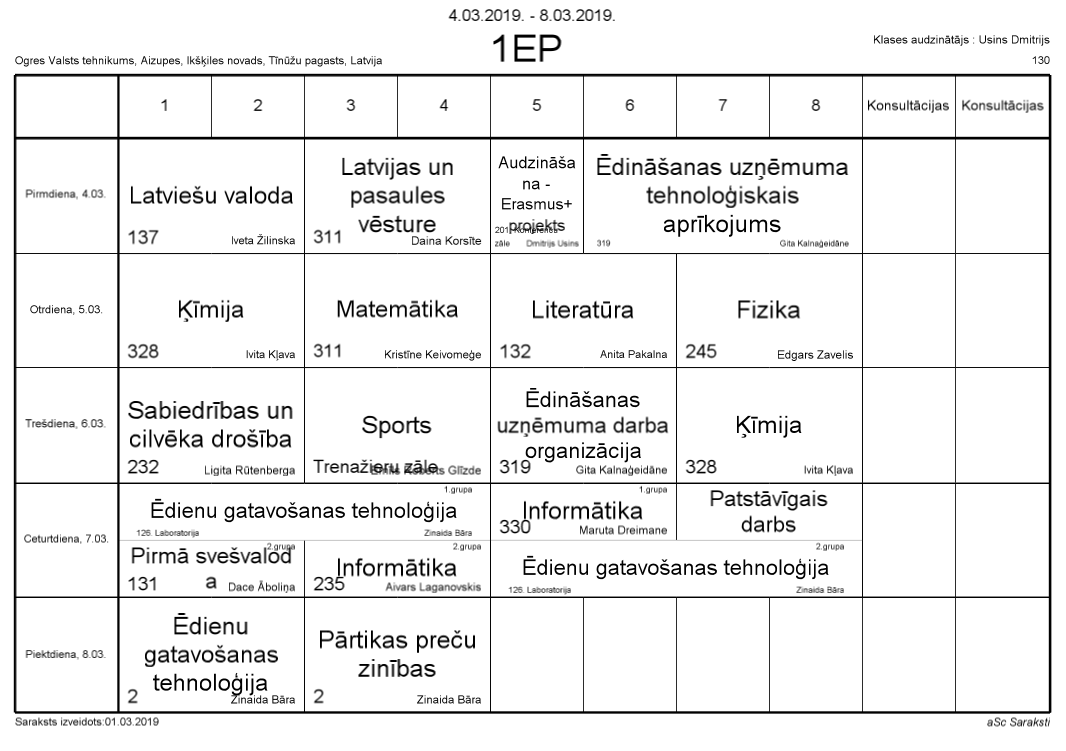 4.03.2019. - 8.03.2019.
1EP
Klases audzinātājs : Usins Dmitrijs
Ogres Valsts tehnikums, Aizupes, Ikšķiles novads, Tīnūžu pagasts, Latvija
130
1 2 3 4 5 6 7 8 Konsultācijas Konsultācijas
Pirmdiena, 4.03.
Latviešu valoda
137 Iveta Žilinska
Latvijas un
pasaules
vēsture
311 Daina Korsīte
Audzināša
na -
Erasmus+
projekts
201. Konference
zāle Dmitrijs Usins
Ēdināšanas uzņēmuma
tehnoloģiskais
aprīkojums
319 Gita Kalnaģeidāne
Otrdiena, 5.03.
Ķīmija
328 Ivita Kļava
Matemātika
311 Kristīne Keivomeģe
Literatūra
132 Anita Pakalna
Fizika
245 Edgars Zavelis
Trešdiena, 6.03.
Sabiedrības un
cilvēka drošība
232 Ligita Rūtenberga
Sports
Trenažieru zāle Emīls Roberts Glīzde
Ēdināšanas
uzņēmuma darba
organizācija
319 Gita Kalnaģeidāne
Ķīmija
328 Ivita Kļava
Ceturtdiena, 7.03.
1.grupa
Ēdienu gatavošanas tehnoloģija
126. Laboratorija Zinaida Bāra
1.grupa
Informātika
330 Maruta Dreimane
Patstāvīgais
darbs
2.grupa
Pirmā svešvalod
a
131 Dace Āboliņa
2.grupa
Informātika
235 Aivars Laganovskis
2.grupa
Ēdienu gatavošanas tehnoloģija
126. Laboratorija Zinaida Bāra
Piektdiena, 8.03.
Ēdienu
gatavošanas
tehnoloģija
2 Zinaida Bāra
Pārtikas preču
zinības
2 Zinaida Bāra
Saraksts izveidots:01.03.2019
aSc Saraksti